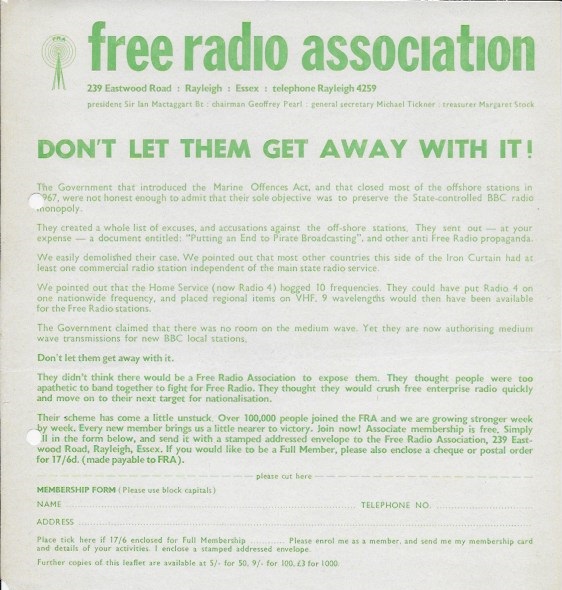 FRA
free radio association
239 Eastwood Road : Rayleigh : Essex : telephone Rayleigh 4259
president Sir Ian Mactaggart Bt : chairman Geoffrey Pearl : general secretary Michael Tickner : treasurer Margaret Stock
DON'T LET THEM GET AWAY WITH IT!
The Government that introduced the Marine Offences Act, and that closed most of the offshore stations in
967, were not honest enough to admit that their sole objective was to preserve the State-controlled BBC radio
monopoly.
They created a whole list of excuses, and accusations against the off-shore stations. They sent out — at your
expense — a document entitled: "Putting an End to Pirate Broadcasting", and other anti Free Radio propaganda.
We easily demolished their case. We pointed out that most other countries this side of the Iron Curtain had at
least one commercial radio station independent of the main state radio service.
We pointed out that the Home Service (now Radio 4) hogged 10 frequencies. They could have put Radio 4 on
one nationwide frequency, and placed regional items on VHF. 9 wavelengths would then have been available
for the Free Radio stations.
The Government claimed that there was no room on the medium wave. Yet they are now authorising medium
wave transmissions for new BBC local stations.
Don't let them get away with it.
They didn't think there would be a Free Radio Association to expose them. They thought people were too
apathetic to band together to fight for Free Radio. They thought they would crush free enterprise radio quickly
and move on to their next target for nationalisation.
Their scheme has come a little unstuck. Over 100,000 people joined the FRA and we are growing stronger week
by week. Every new member brings us a little nearer to victory. Join now! Associate membership is free. Simply
ll in the form below, and send it with a stamped addressed envelope to the Free Radio Association, 239 East-
wood Road, Rayleigh, Essex. If you would like to be a Full Member, please also enclose a cheque or postal order
for 17/6d. (made payable to FRA).
please cut here
MEMBERSHIP FORM (Please use block capitals)
NAME TELEPHONE NO.
ADDRESS
Place tick here if 17/6 enclosed for Full Membership Please enrol me as a member, and send me my membership card
and details of your activities. I enclose a stamped addressed envelope.
Further copies of this leaflet are available at 5/- for 50, 9/- for 100, £3 for 1000.